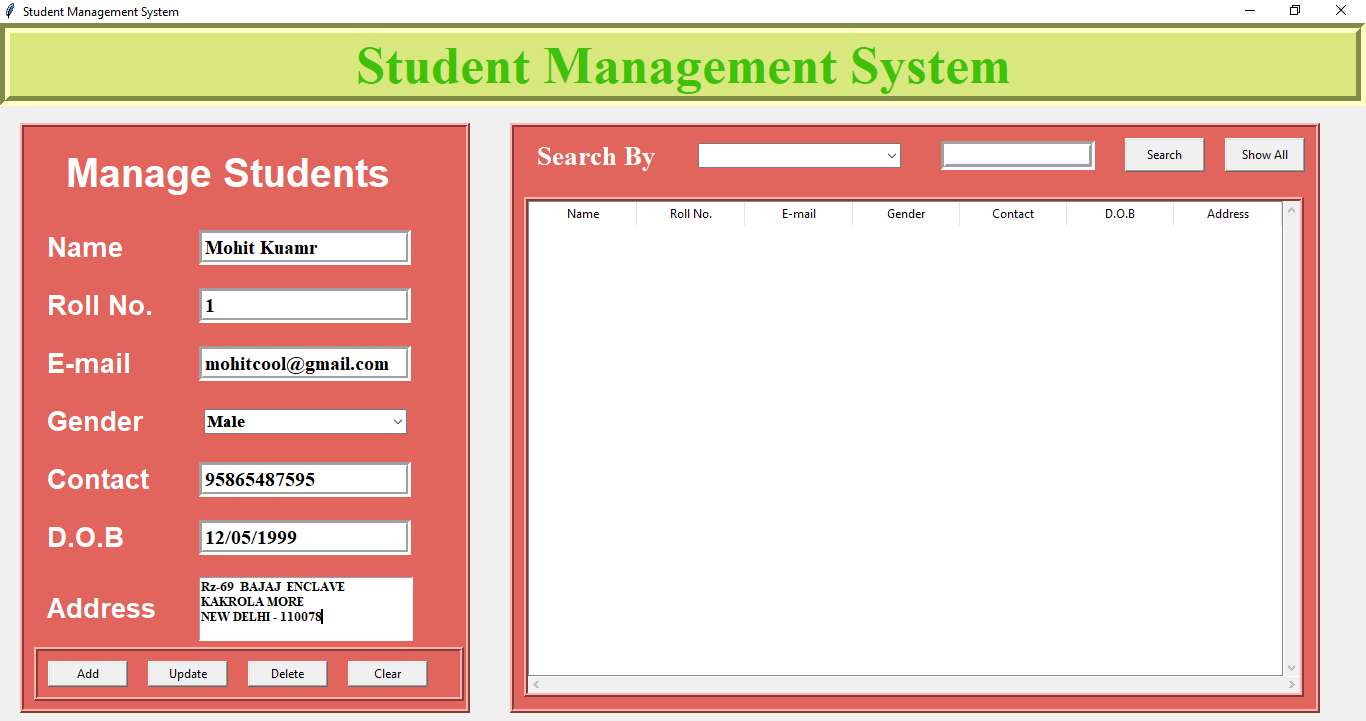 Student Management System
Student Management System
Manage Students
Name
Mohit Kuamr
Roll No.
1
E-mail
mohitcool@gmail.com
Gender
Male
Contact
95865487595
D.O.B
12/05/1999
Address
Rz-69 BAJAJ ENCLAVE
KAKROLA MORE
NEW DELHI - 110078
Add Update Delete Clear
Search By
Search Show All
Name Roll No. E-mail Gender Contact D.O.B Address